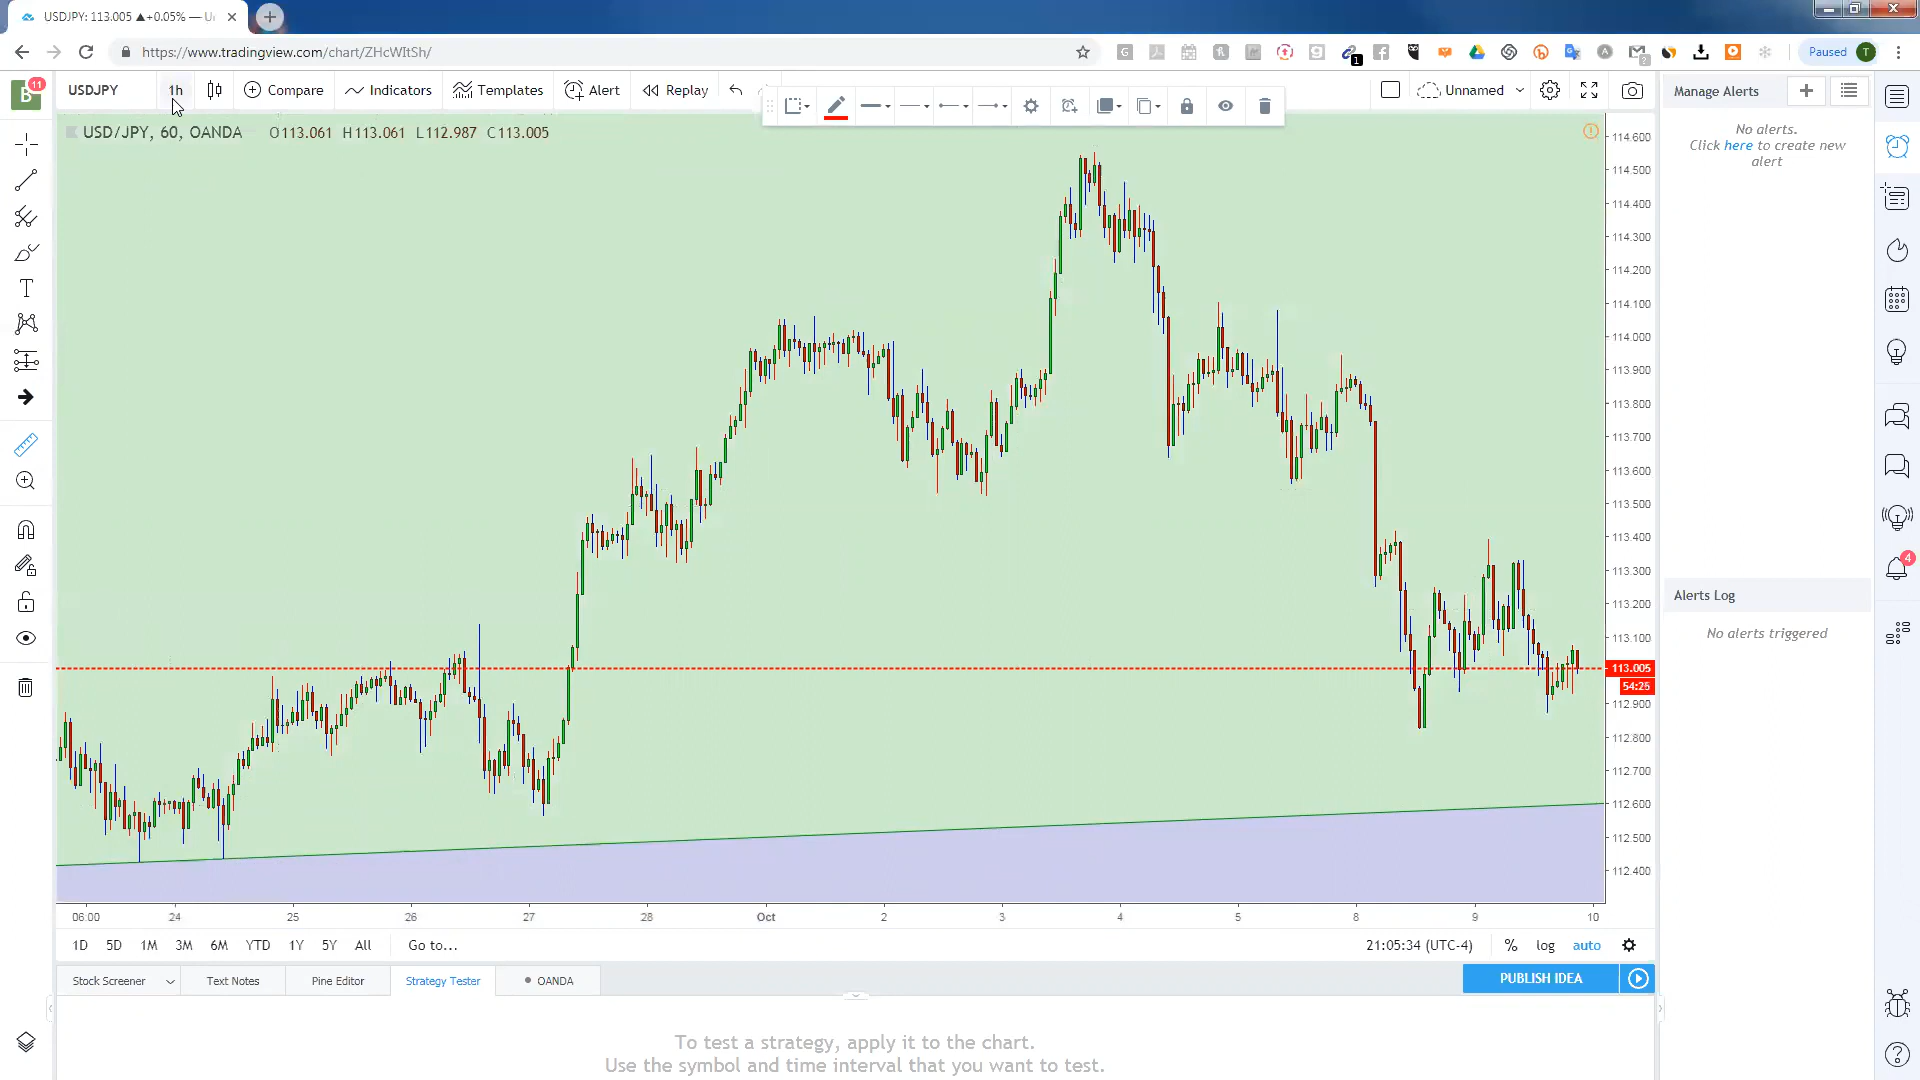 USDJPY: 113.005 ▲+0.05% — U
https://www.tradingview.com/chart/ZHcWItSh/
Paused T
B 11
USDJPY 1h Compare Indicators Templates Alert Replay
Unnamed
Manage Alerts
USD/JPY, 60, OANDA O113.061 H113.061 L112.987 C113.005
No alerts.
Click here to create new
alert
114.600
114.500
114.400
114.300
114.200
114.100
114.000
113.900
113.800
113.700
113.600
113.500
113.400
113.300
113.200
113.100
113.005
54:25
112.900
112.800
112.700
112.600
112.500
112.400
4
Alerts Log
No alerts triggered
06:00 24 25 26 27 28 Oct 2 3 4 5 8 9 10
1D 5D 1M 3M 6M YTD 1Y 5Y All Go to... 21:05:34 (UTC-4) % log auto
Stock Screener Text Notes Pine Editor Strategy Tester OANDA PUBLISH IDEA
To test a strategy, apply it to the chart.
Use the symbol and time interval that you want to test.